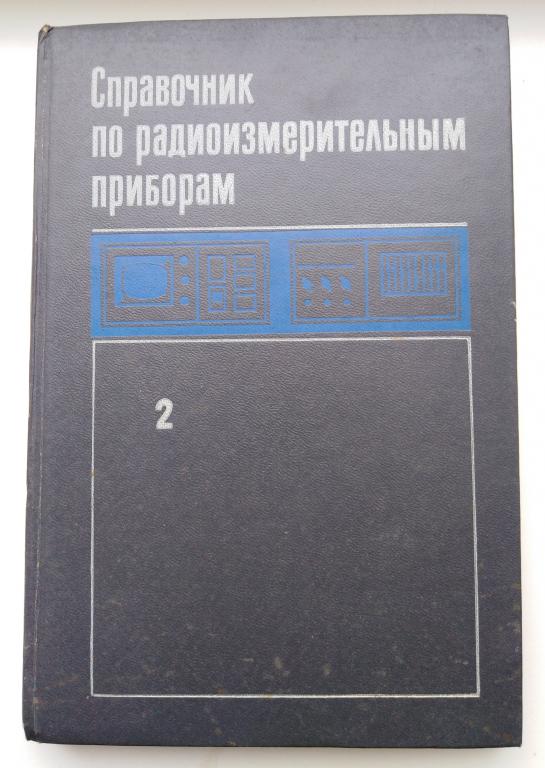 Справочник
по радиоизмерительным
приборам
2